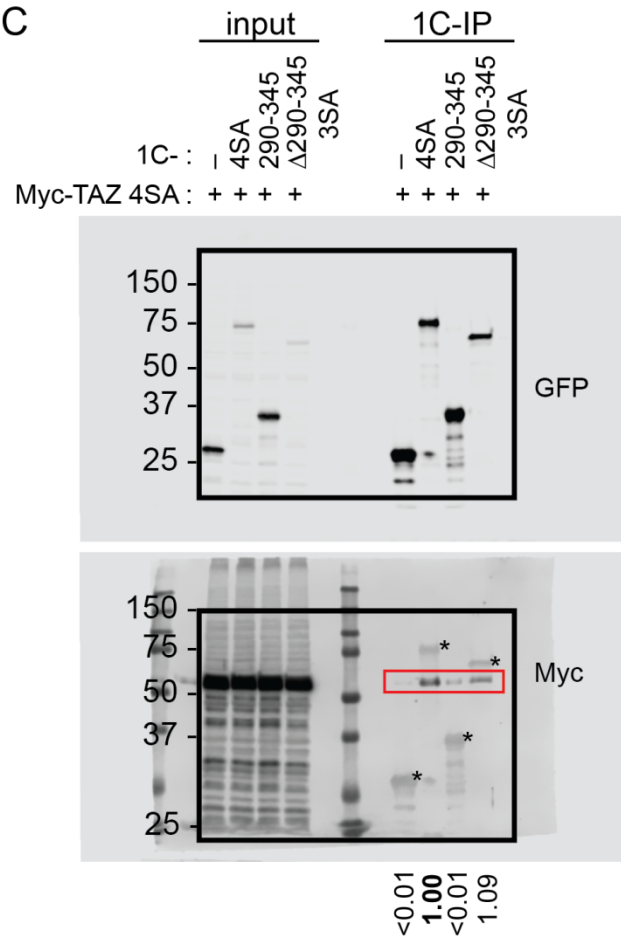 C
input 1C-IP
1C- : – 4SA 290-345 Δ290-345 3SA – 4SA 290-345 Δ290-345 3SA
Myc-TAZ 4SA : + + + + + + + +
150
75
50
37
25
GFP
150
75
50
37
25
Myc
*
*
*
*
<0.01 1.00 <0.01 1.09